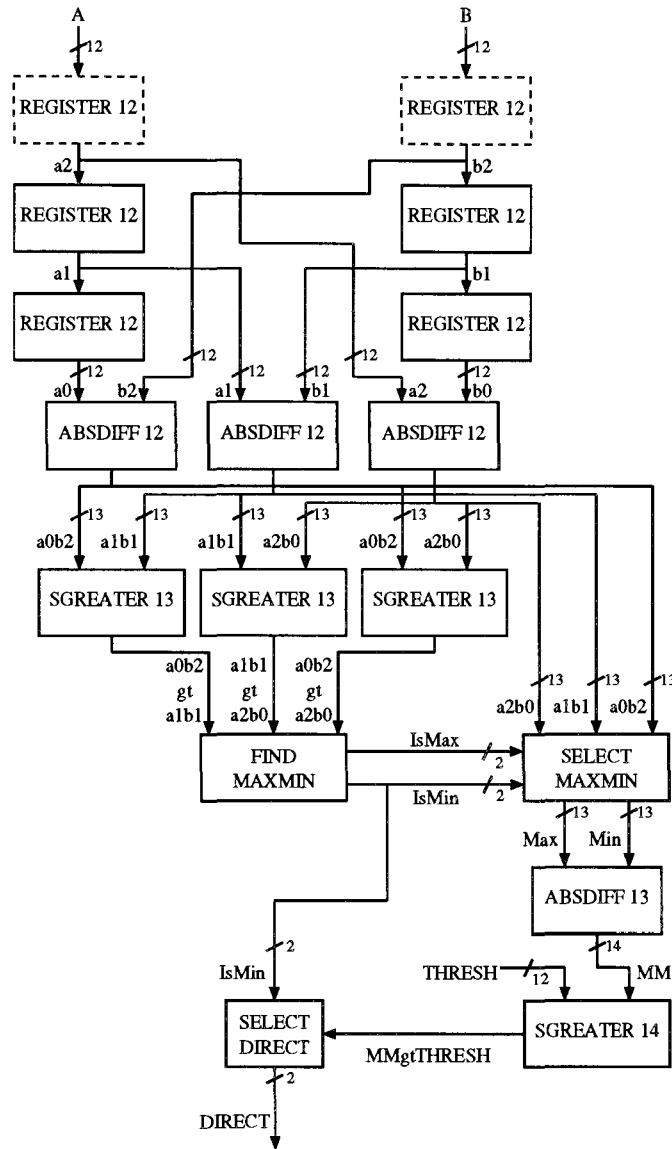 A B
12 12
REGISTER 12 REGISTER 12
a2 b2
REGISTER 12 REGISTER 12
a1 b1
REGISTER 12 REGISTER 12
12 12 12 12 12 12
a0 b2 a1 b1 a2 b0
ABSDIFF 12 ABSDIFF 12 ABSDIFF 12
13 13 13 13 13 13
a0b2 a1b1 a1b1 a2b0 a0b2 a2b0
SGREATER 13 SGREATER 13 SGREATER 13
a0b2 a1b1 a0b2
gt gt gt
a1b1 a2b0 a2b0
13 13 13
a2b0 a1b1 a0b2
FIND
MAXMIN
IsMax
2
IsMin
2
SELECT
MAXMIN
13 13
Max Min
ABSDIFF 13
14
2
THRESH
12
MM
IsMin
SELECT
DIRECT
MMgtTHRESH
SGREATER 14
2
DIRECT